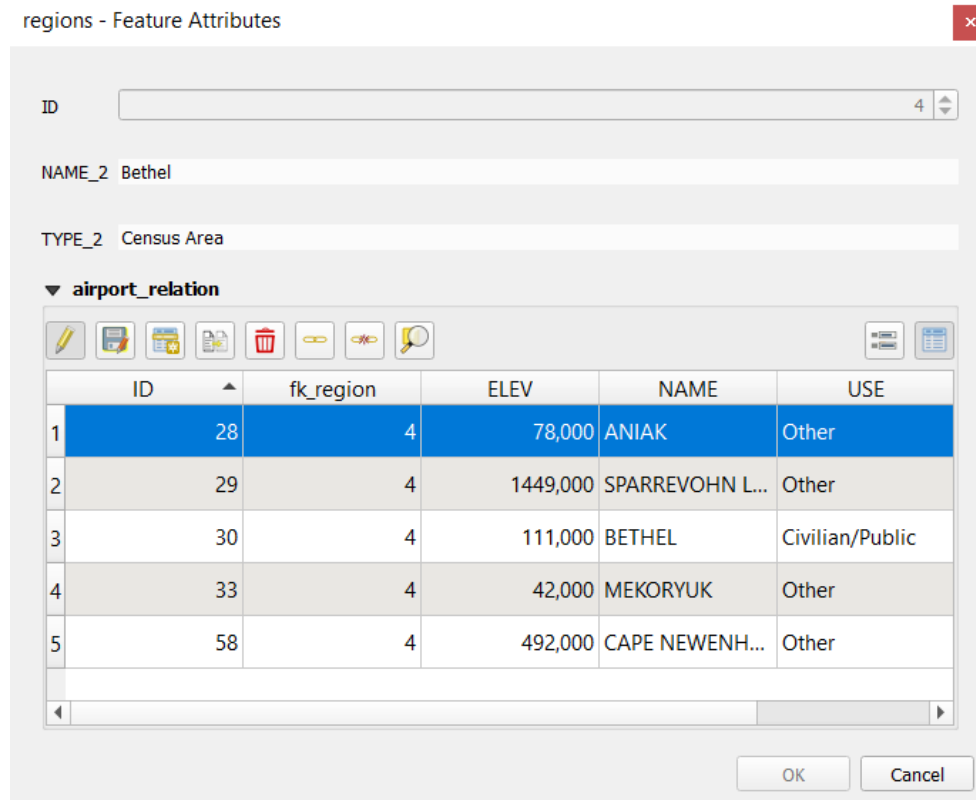 regions - Feature Attributes
ID 4
NAME_2 Bethel
TYPE_2 Census Area
airport_relation
ID fk_region ELEV NAME USE
1 28 4 78,000 ANIAK Other
2 29 4 1449,000 SPARREVOHN L... Other
3 30 4 111,000 BETHEL Civilian/Public
4 33 4 42,000 MEKORYUK Other
5 58 4 492,000 CAPE NEWENH... Other
OK Cancel